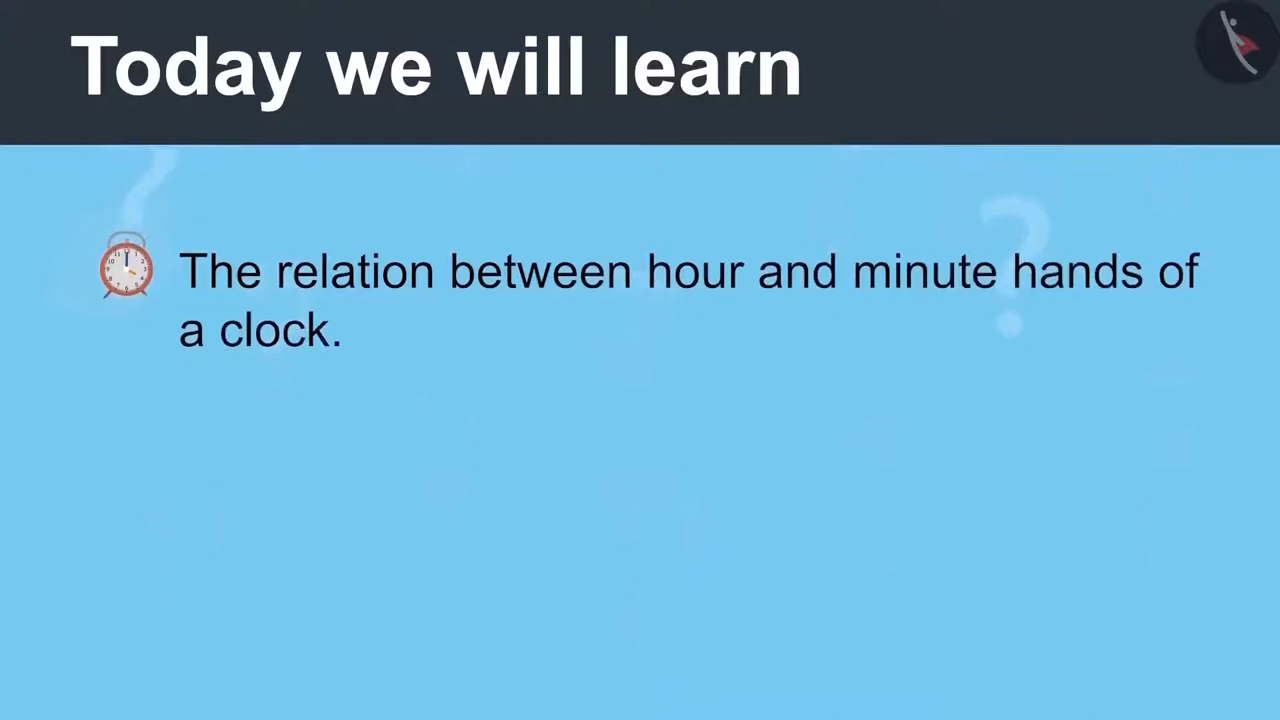 Today we will learn
The relation between hour and minute hands of
a clock.